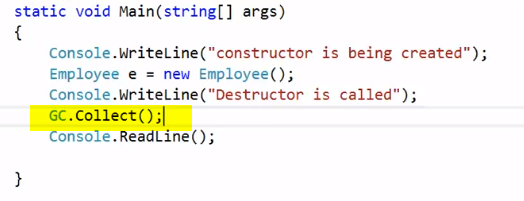 static void Main(string[] args)
{
    Console.WriteLine("constructor is being created");
    Employee e = new Employee();
    Console.WriteLine("Destructor is called");
    GC.Collect();
    Console.ReadLine();
}